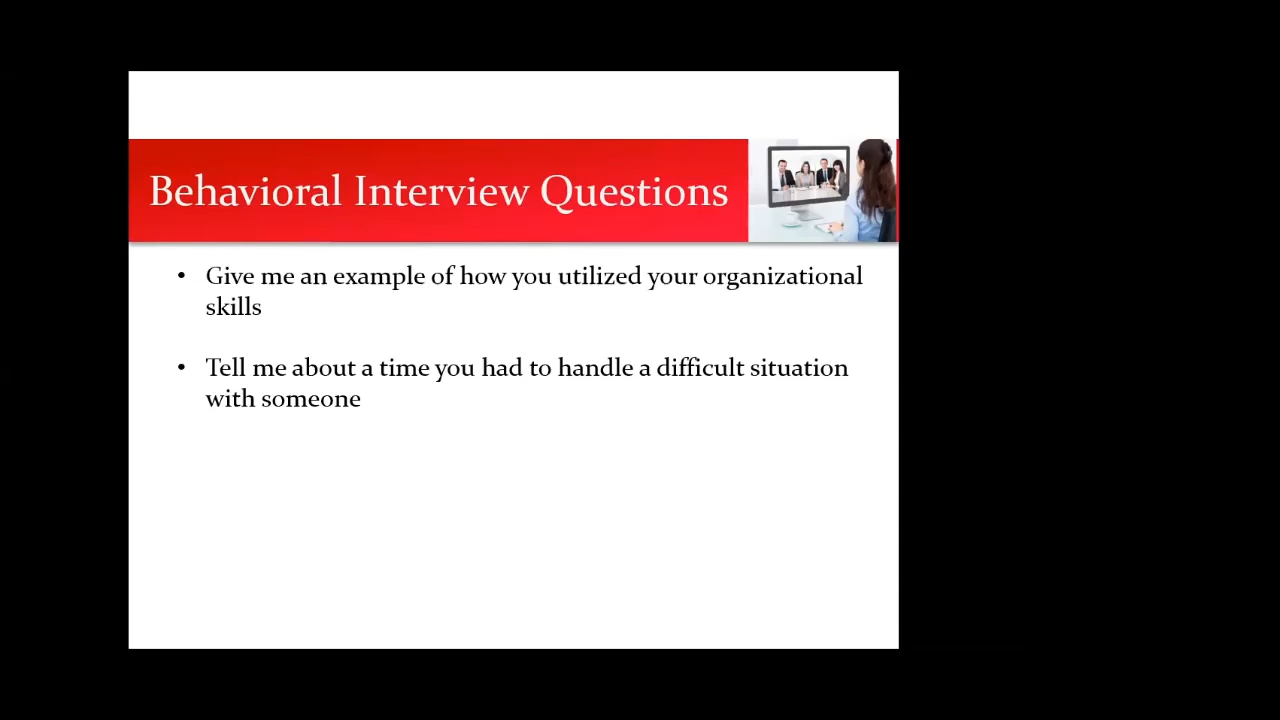 Behavioral Interview Questions
• Give me an example of how you utilized your organizational
skills
• Tell me about a time you had to handle a difficult situation
with someone